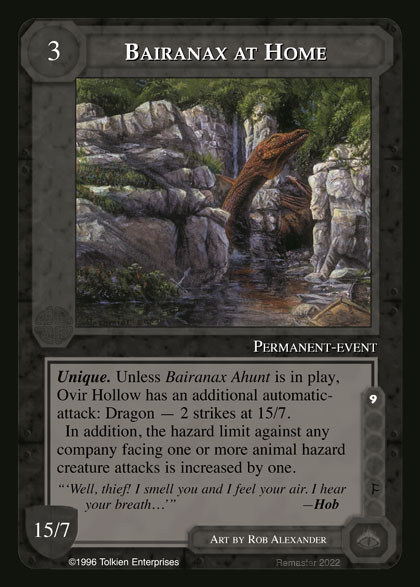 3
BAIRANAX AT HOME
PERMANENT-EVENT
Unique. Unless Bairanax Ahunt is in play,
Ovir Hollow has an additional automatic-
attack: Dragon — 2 strikes at 15/7.
In addition, the hazard limit against any
company facing one or more animal hazard
creature attacks is increased by one.
“‘Well, thief! I smell you and I feel your air. I hear
your breath…’” —Hob
9
F
15/7
ART BY ROB ALEXANDER
©1996 Tolkien Enterprises
Remaster 2022